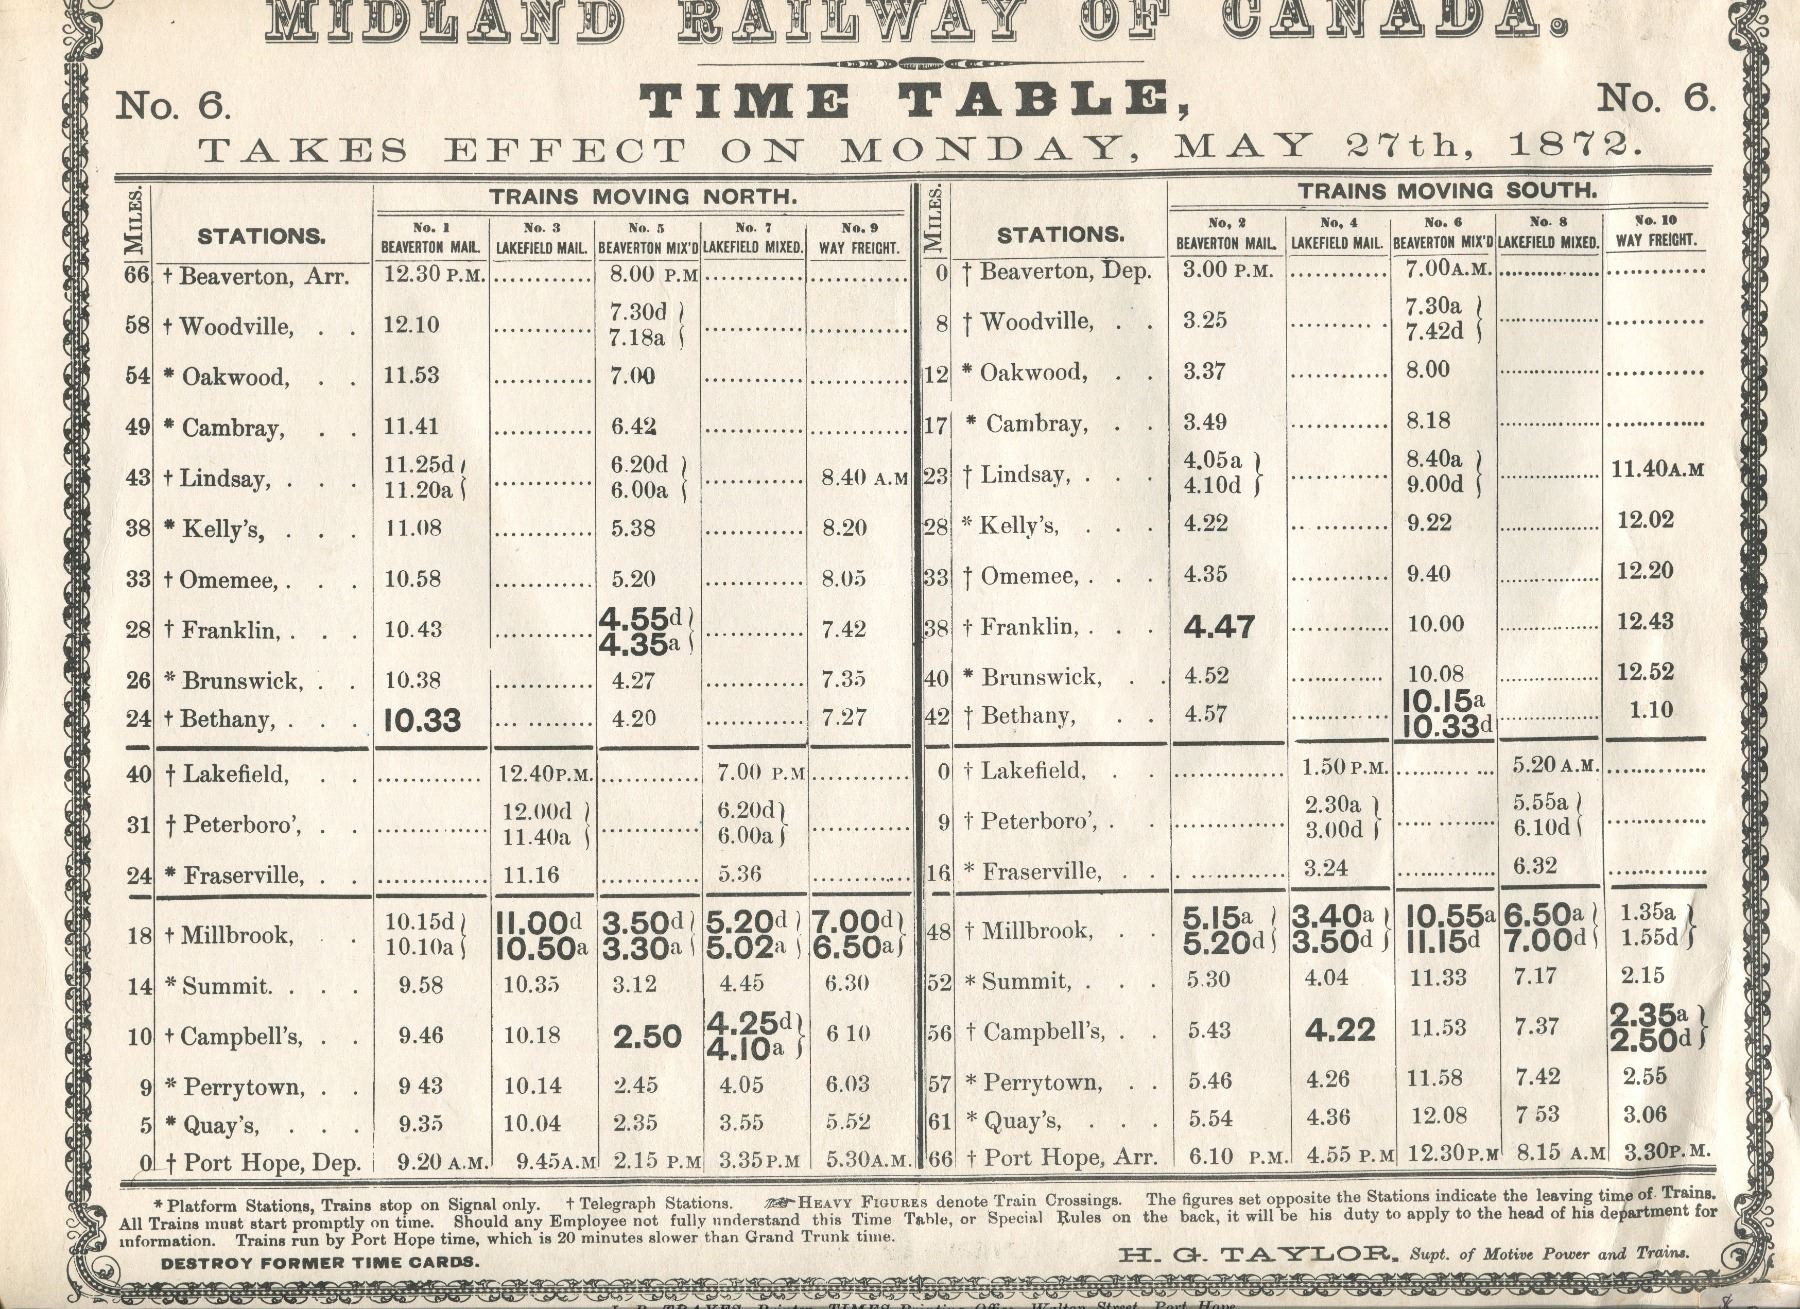 MIDLAND RAILWAY OF CANADA.
No. 6. TIME TABLE, No. 6.
TAKES EFFECT ON MONDAY, MAY 27th, 1872.
MILES. STATIONS. TRAINS MOVING NORTH. MILES. STATIONS. TRAINS MOVING SOUTH.
No. 1 No. 3 No. 5 No. 7 No. 9 No, 2 No, 4 No. 6 No. 8 No. 10
BEAVERTON MAIL. LAKEFIELD MAIL. BEAVERTON MIX'D LAKEFIELD MIXED. WAY FREIGHT. BEAVERTON MAIL. LAKEFIELD MAIL. BEAVERTON MIX'D LAKEFIELD MIXED. WAY FREIGHT.
66 † Beaverton, Arr. 12.30 P.M. ............ 8.00 P.M ............ ............ 0 † Beaverton, Dep. 3.00 P.M. ............ 7.00A.M. ............ ............
7.30d } 7.30a }
58 † Woodville, . . 12.10 ............ ............ ............ 8 † Woodville, . . 3.25 ............ ............ ............
7.18a { 7.42d {
54 * Oakwood, . . 11.53 ............ 7.00 ............ ............ 12 * Oakwood, . . 3.37 ............ 8.00 ............ ............
49 * Cambray, . . 11.41 ............ 6.42 ............ ............ 17 * Cambray, . . 3.49 ............ 8.18 ............ ............
11.25d } 6.20d } 4.05a } 8.40a }
43 † Lindsay, . . . ............ ............ 8.40 A.M 23 † Lindsay, . . . ............ ............ 11.40A.M
11.20a { 6.00a { 4.10d } 9.00d {
38 * Kelly's, . . . 11.08 ............ 5.38 ............ 8.20 28 * Kelly's, . . . 4.22 ............ 9.22 ............ 12.02
33 † Omemee, . . . 10.58 ............ 5.20 ............ 8.05 33 † Omemee, . . . 4.35 ............ 9.40 ............ 12.20
4.55d }
28 † Franklin, . . . 10.43 ............ ............ 7.42 38 † Franklin, . . . 4.47 ............ 10.00 ............ 12.43
4.35a {
26 * Brunswick, . . 10.38 ............ 4.27 ............ 7.35 40 * Brunswick, . . 4.52 ............ 10.08 ............ 12.52
10.15a
24 † Bethany, . . . 10.33 ............ 4.20 ............ 7.27 42 † Bethany, . . 4.57 ............ ............ 1.10
10.33d
40 † Lakefield, . . ............ 12.40P.M. ............ 7.00 P.M ............ 0 † Lakefield, . . ............ 1.50 P.M. ............ 5.20 A.M. ............
12.00d } 6.20d } 2.30a } 5.55a }
31 † Peterboro', . . ............ ............ ............ 9 † Peterboro', . . ............ ............ ............
11.40a { 6.00a } 3.00d } 6.10d {
24 * Fraserville, . . ............ 11.16 ............ 5.36 ............ 16 * Fraserville, . . ............ 3.24 ............ 6.32 ............
10.15d } 11.00d 3.50d } 5.20d } 7.00d } 5.15a } 3.40a } 10.55a 6.50a } 1.35a }
18 † Millbrook, . . 48 † Millbrook, . .
10.10a { 10.50a 3.30a { 5.02a { 6.50a } 5.20d { 3.50d } 11.15d 7.00d { 1.55d }
14 * Summit. . . . 9.58 10.35 3.12 4.45 6.30 52 * Summit, . . . 5.30 4.04 11.33 7.17 2.15
4.25d } 2.35a }
10 † Campbell's, . . 9.46 10.18 2.50 6 10 56 † Campbell's, . . 5.43 4.22 11.53 7.37
4.10a } 2.50d }
9 * Perrytown, . . 9 43 10.14 2.45 4.05 6.03 57 * Perrytown, . . 5.46 4.26 11.58 7.42 2.55
5 * Quay's, . . . 9.35 10.04 2.35 3.55 5.52 61 * Quay's, . . . 5.54 4.36 12.08 7 53 3.06
0 † Port Hope, Dep. 9.20 A.M. 9.45A.M 2.15 P.M 3.35P.M 5.30A.M. 66 † Port Hope, Arr. 6.10 P.M. 4.55 P.M 12.30P.M 8.15 A.M 3.30P.M.
* Platform Stations, Trains stop on Signal only. † Telegraph Stations. ☞ HEAVY FIGURES denote Train Crossings. The figures set opposite the Stations indicate the leaving time of Trains.
All Trains must start promptly on time. Should any Employee not fully understand this Time Table, or Special Rules on the back, it will be his duty to apply to the head of his department for
information. Trains run by Port Hope time, which is 20 minutes slower than Grand Trunk time.
DESTROY FORMER TIME CARDS. H. G. TAYLOR, Supt. of Motive Power and Trains.
TRAYES, Printer, TIMES Printing Office, Walton Street, Port Hope